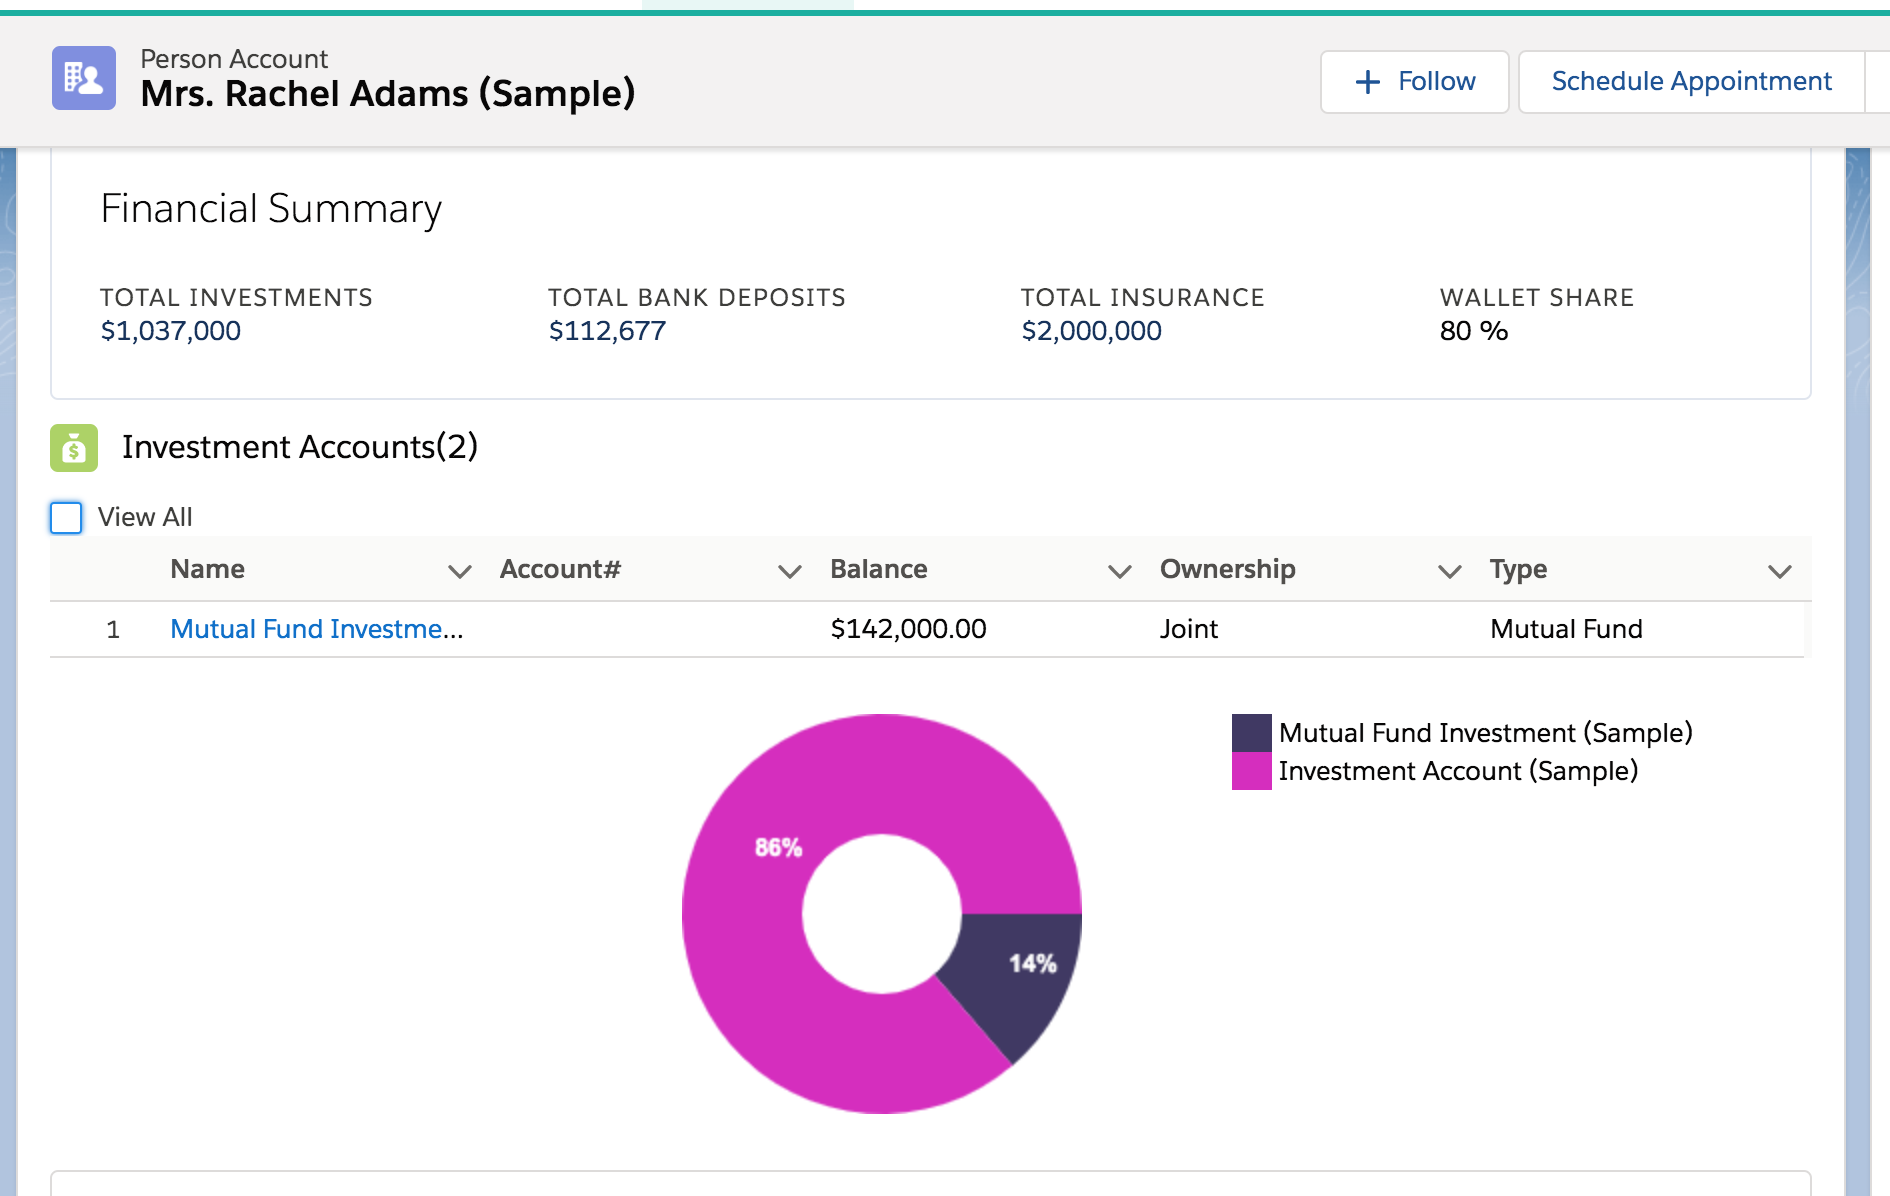 Person Account
Mrs. Rachel Adams (Sample)
+ Follow
Schedule Appointment
Financial Summary
TOTAL INVESTMENTS TOTAL BANK DEPOSITS TOTAL INSURANCE WALLET SHARE
$1,037,000 $112,677 $2,000,000 80 %
$
Investment Accounts(2)
View All
Name Account# Balance Ownership Type
1 Mutual Fund Investme... $142,000.00 Joint Mutual Fund
Mutual Fund Investment (Sample)
Investment Account (Sample)
86%
14%